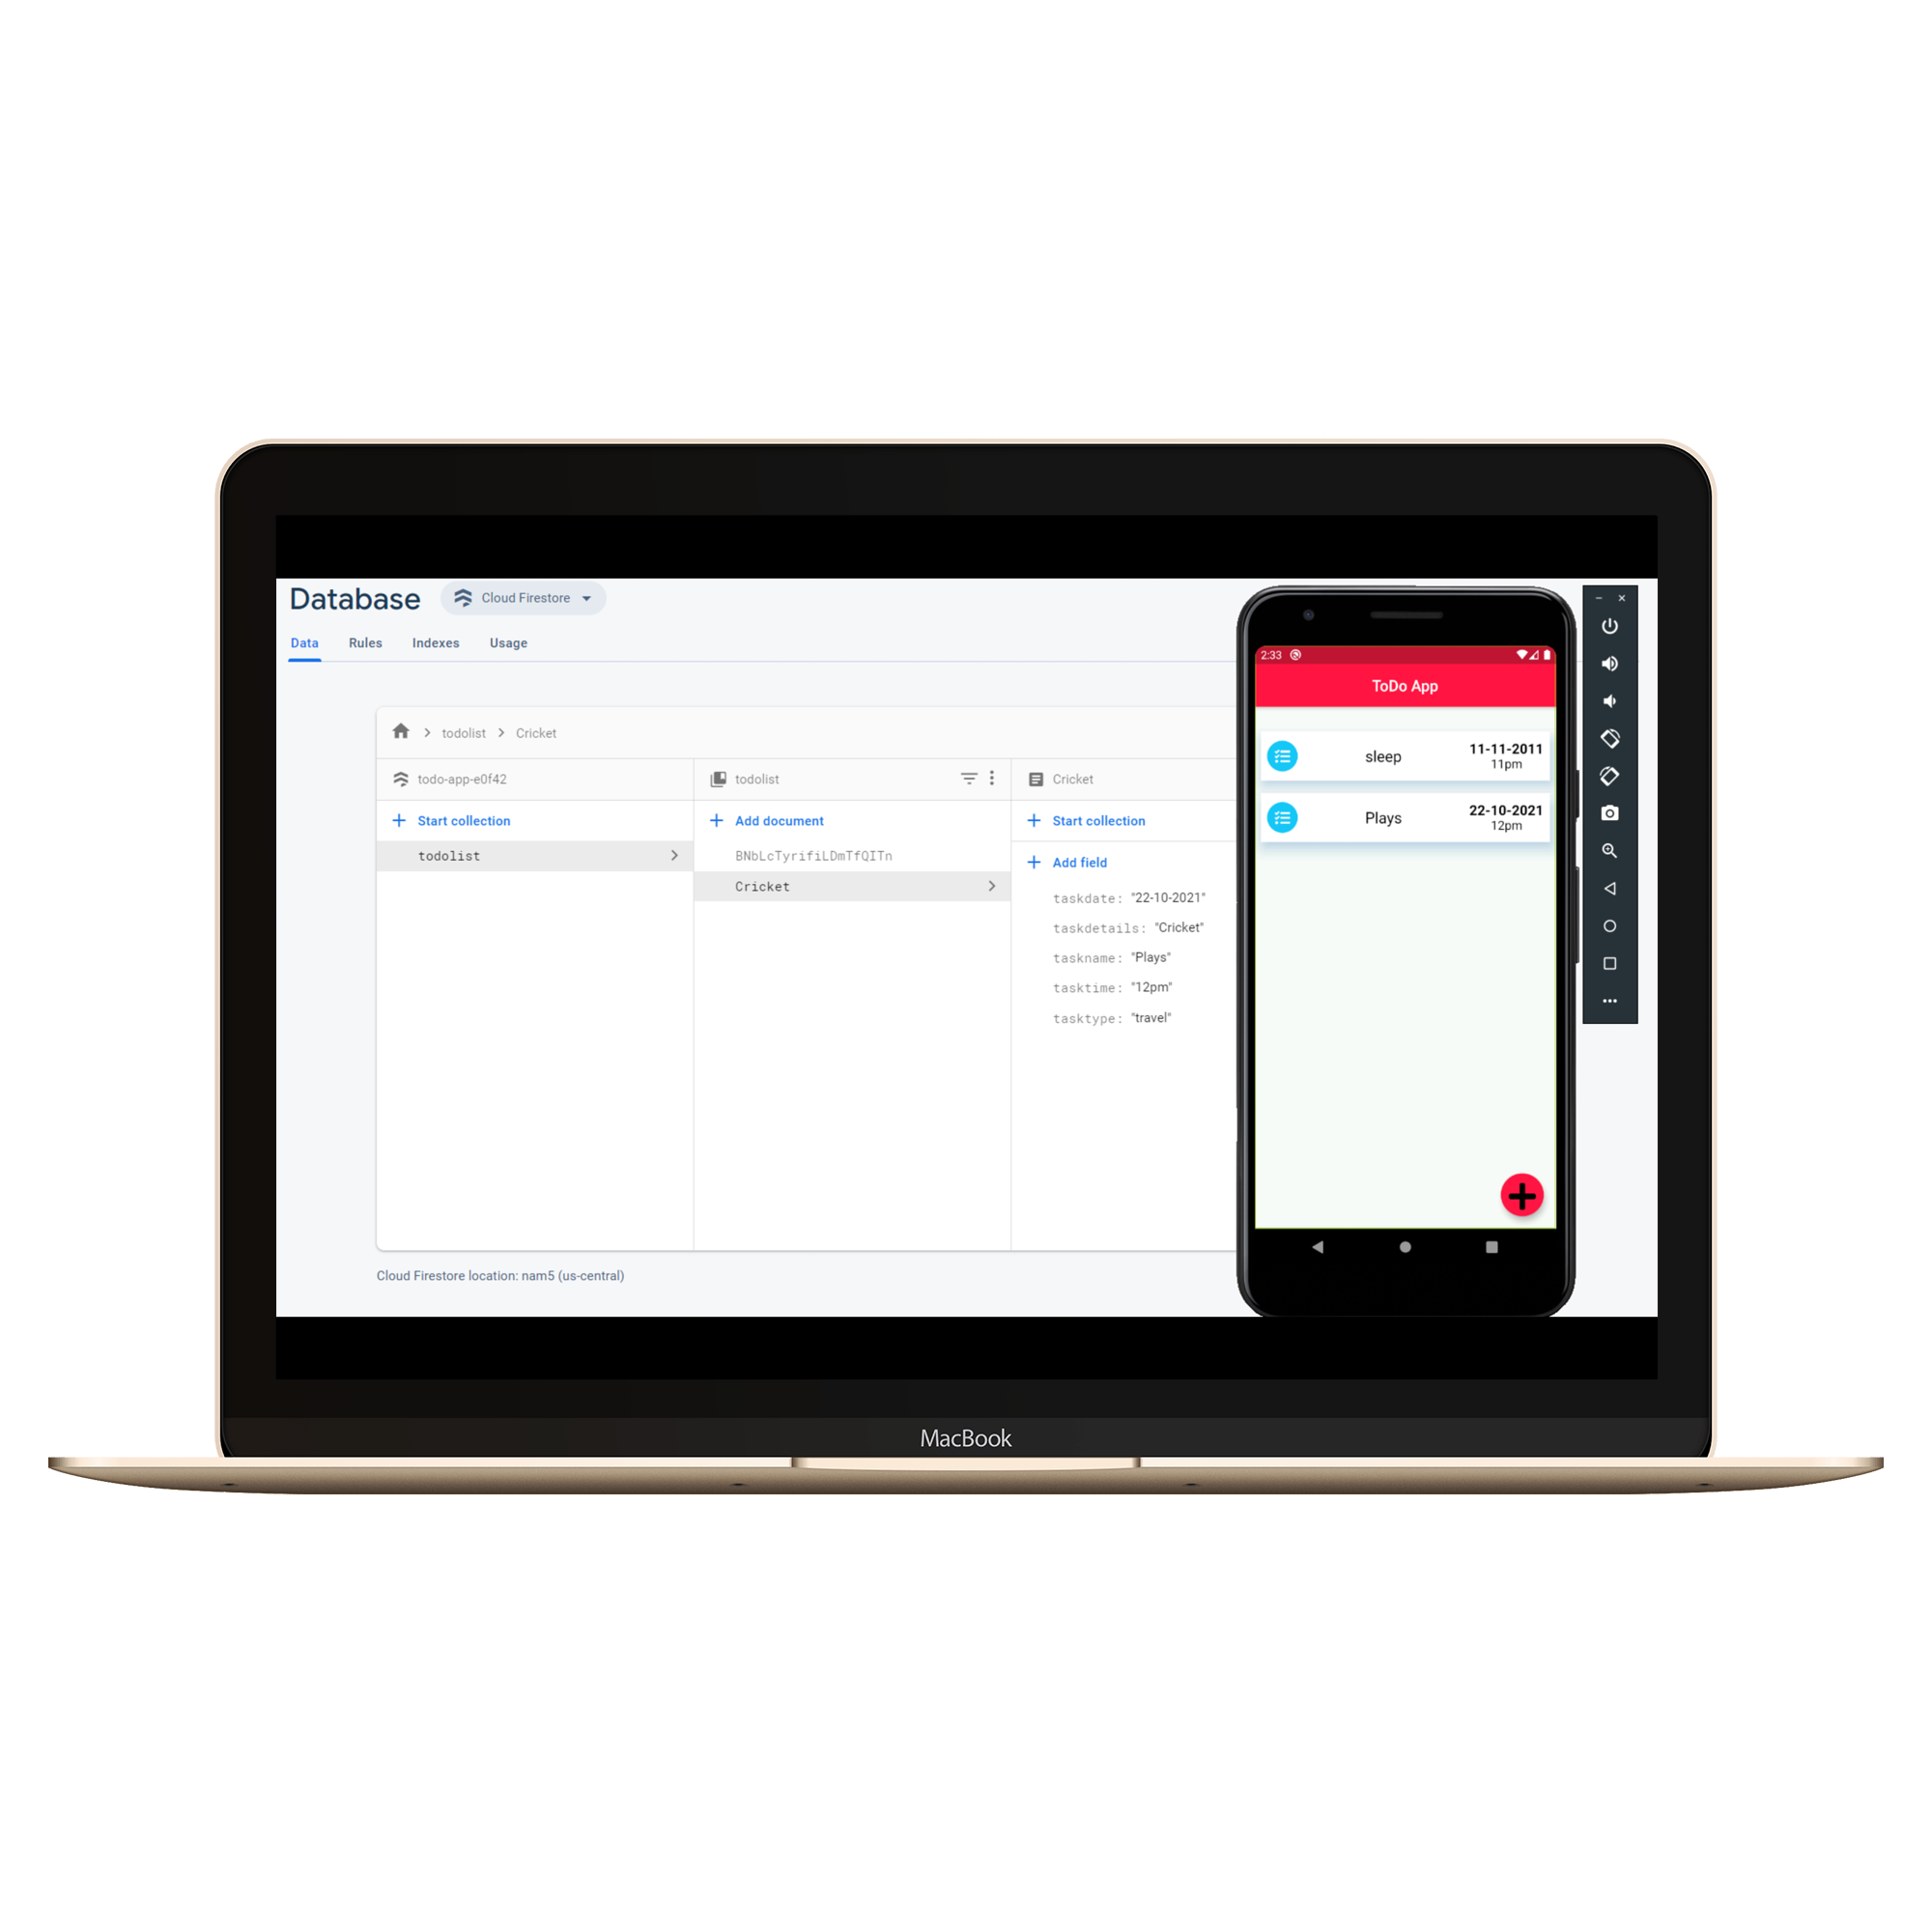 Database
Cloud Firestore
Data Rules Indexes Usage
todolist Cricket
todo-app-e0f42
Start collection
todolist
todolist
Add document
BNbLcTyrifiLDmTfQITn
Cricket
Cricket
Start collection
Add field
taskdate: "22-10-2021"
taskdetails: "Cricket"
taskname: "Plays"
tasktime: "12pm"
tasktype: "travel"
Cloud Firestore location: nam5 (us-central)
2:33
ToDo App
sleep
11-11-2011
11pm
Plays
22-10-2021
12pm
MacBook